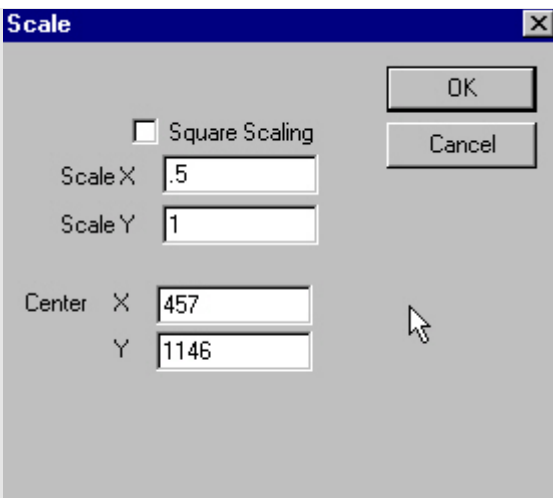 Scale
OK
Square Scaling
Cancel
Scale X .5
Scale Y 1
Center X 457
Y 1146